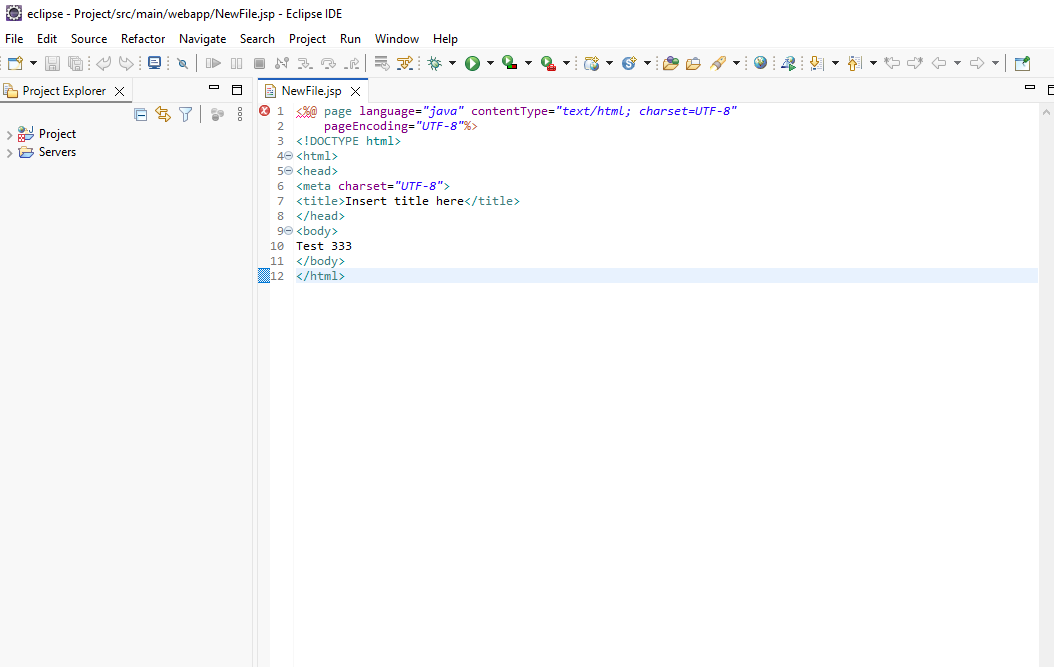 eclipse - Project/src/main/webapp/NewFile.jsp - Eclipse IDE
File Edit Source Refactor Navigate Search Project Run Window Help
Project Explorer
Project
Servers
NewFile.jsp
1 <%@ page language="java" contentType="text/html; charset=UTF-8"
2     pageEncoding="UTF-8"%>
3 <!DOCTYPE html>
4 <html>
5 <head>
6 <meta charset="UTF-8">
7 <title>Insert title here</title>
8 </head>
9 <body>
10 Test 333
11 </body>
12 </html>